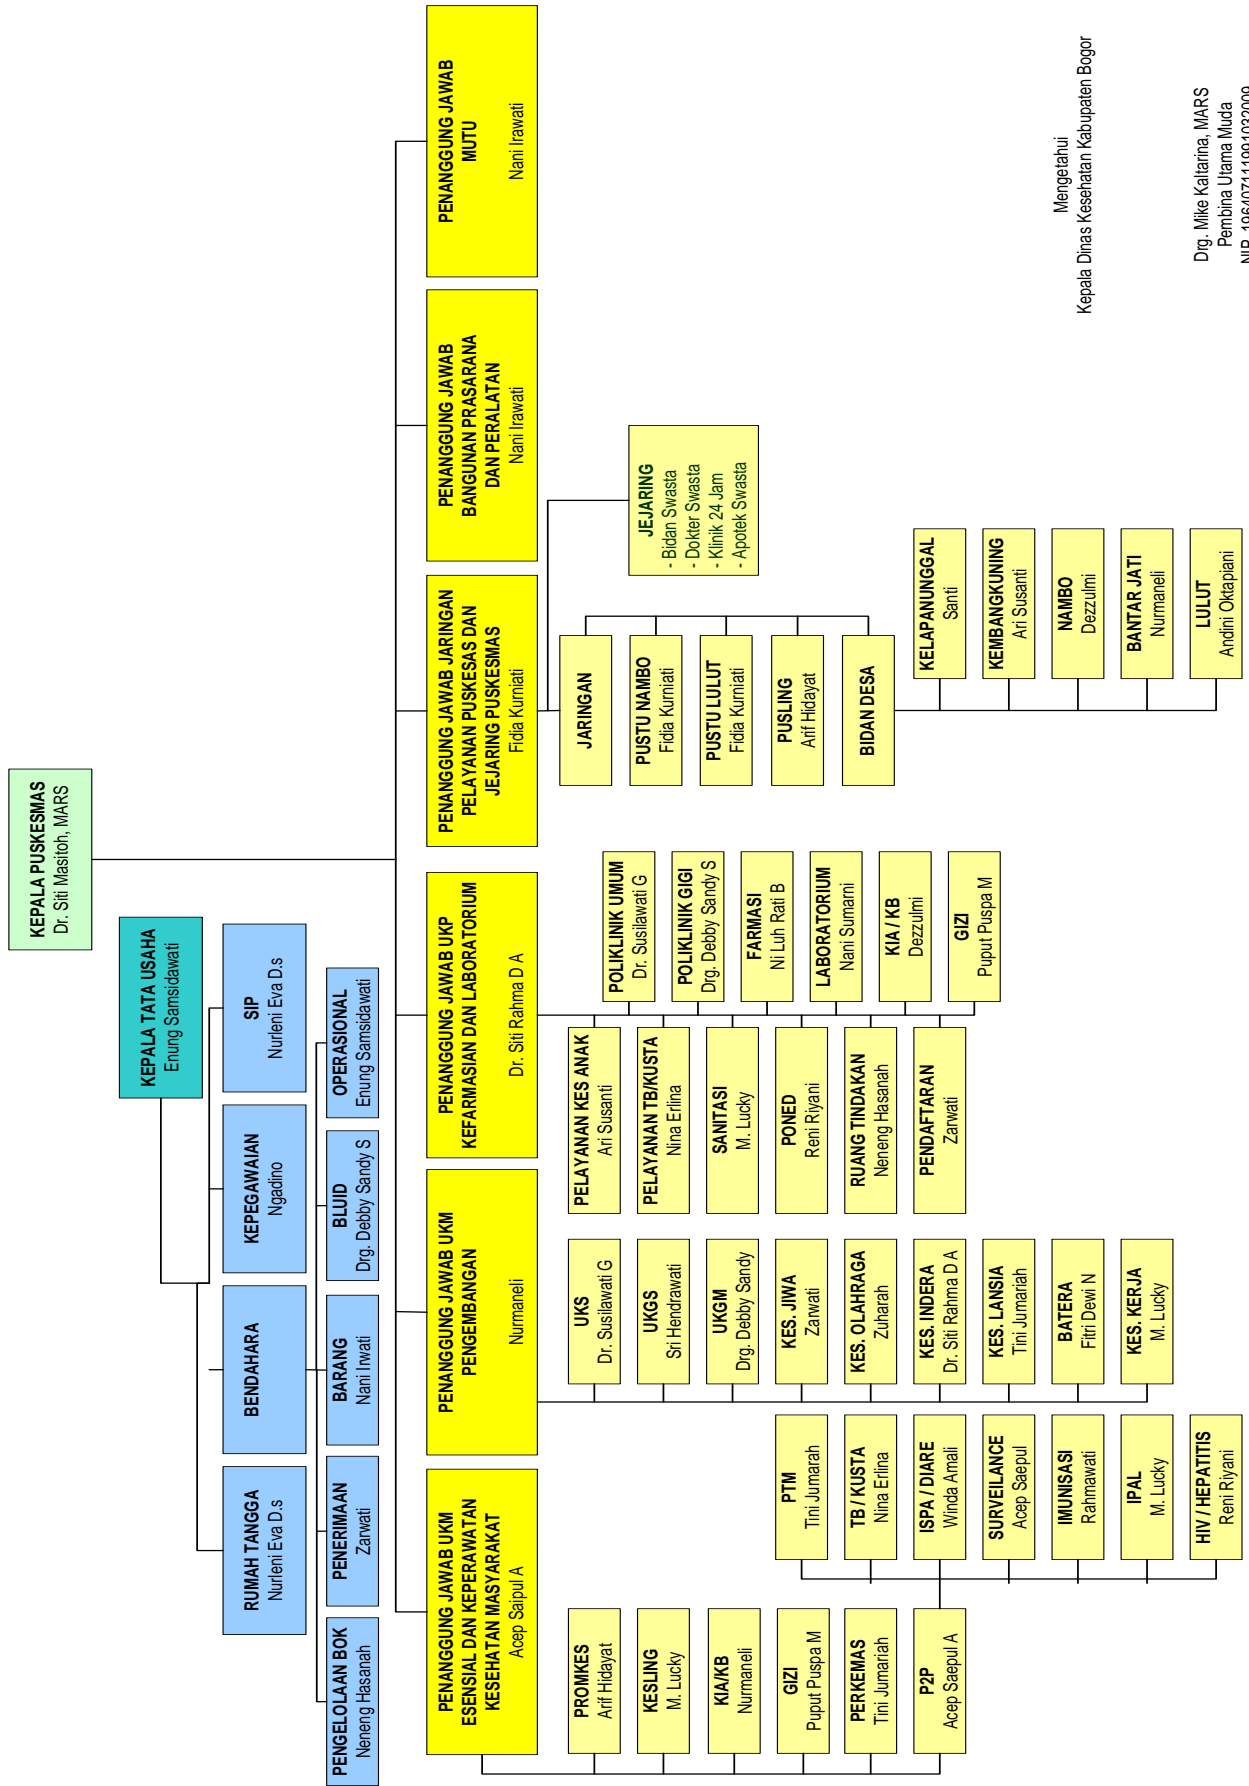 KEPALA PUSKESMAS
Dr. Siti Masitoh, MARS
KEPALA TATA USAHA
Enung Samsidawati
RUMAH TANGGA
Nurleni Eva D.s
BENDAHARA
KEPEGAWAIAN
Ngadino
SIP
Nurleni Eva D.s
PENGELOLAAN BOK
Neneng Hasanah
PENERIMAAN
Zarwati
BARANG
Nani Irwati
BLUID
Drg. Debby Sandy S
OPERASIONAL
Enung Samsidawati
PENANGGUNG JAWAB UKM
ESENSIAL DAN KEPERAWATAN
KESEHATAN MASYARAKAT
Acep Saipul A
PENANGGUNG JAWAB UKM
PENGEMBANGAN
Nurmaneli
PENANGGUNG JAWAB UKP
KEFARMASIAN DAN LABORATORIUM
Dr. Siti Rahma D A
PENANGGUNG JAWAB JARINGAN
PELAYANAN PUSKESAS DAN
JEJARING PUSKESMAS
Fidia Kurniati
PENANGGUNG JAWAB
BANGUNAN PRASARANA
DAN PERALATAN
Nani Irawati
PENANGGUNG JAWAB
MUTU
Nani Irawati
PROMKES
Arif Hidayat
KESLING
M. Lucky
KIA/KB
Nurmaneli
GIZI
Puput Puspa M
PERKEMAS
Tini Jumariah
P2P
Acep Saepul A
PTM
Tini Jumarah
TB / KUSTA
Nina Erlina
ISPA / DIARE
Winda Amali
SURVEILANCE
Acep Saepul
IMUNISASI
Rahmawati
IPAL
M. Lucky
HIV / HEPATITIS
Reni Riyani
UKS
Dr. Susilawati G
UKGS
Sri Hendrawati
UKGM
Drg. Debby Sandy
KES. JIWA
Zarwati
KES. OLAHRAGA
Zuharah
KES. INDERA
Dr. Siti Rahma D A
KES. LANSIA
Tini Jumariah
BATERA
Fitri Dewi N
KES. KERJA
M. Lucky
PELAYANAN KES ANAK
Ari Susanti
PELAYANAN TB/KUSTA
Nina Erlina
SANITASI
M. Lucky
PONED
Reni Riyani
RUANG TINDAKAN
Neneng Hasanah
PENDAFTARAN
Zarwati
POLIKLINIK UMUM
Dr. Susilawati G
POLIKLINIK GIGI
Drg. Debby Sandy S
FARMASI
Ni Luh Rati B
LABORATORIUM
Nani Sumarni
KIA / KB
Dezzulmi
GIZI
Puput Puspa M
JARINGAN
PUSTU NAMBO
Fidia Kurniati
PUSTU LULUT
Fidia Kurniati
PUSLING
Arif Hidayat
BIDAN DESA
JEJARING
- Bidan Swasta
- Dokter Swasta
- Klinik 24 Jam
- Apotek Swasta
KELAPANUNGGAL
Santi
KEMBANGKUNING
Ari Susanti
NAMBO
Dezzulmi
BANTAR JATI
Nurmaneli
LULUT
Andini Oktapiani
Mengetahui
Kepala Dinas Kesehatan Kabupaten Bogor
Drg. Mike Kaltarina, MARS
Pembina Utama Muda
NIP. 196407111991032009